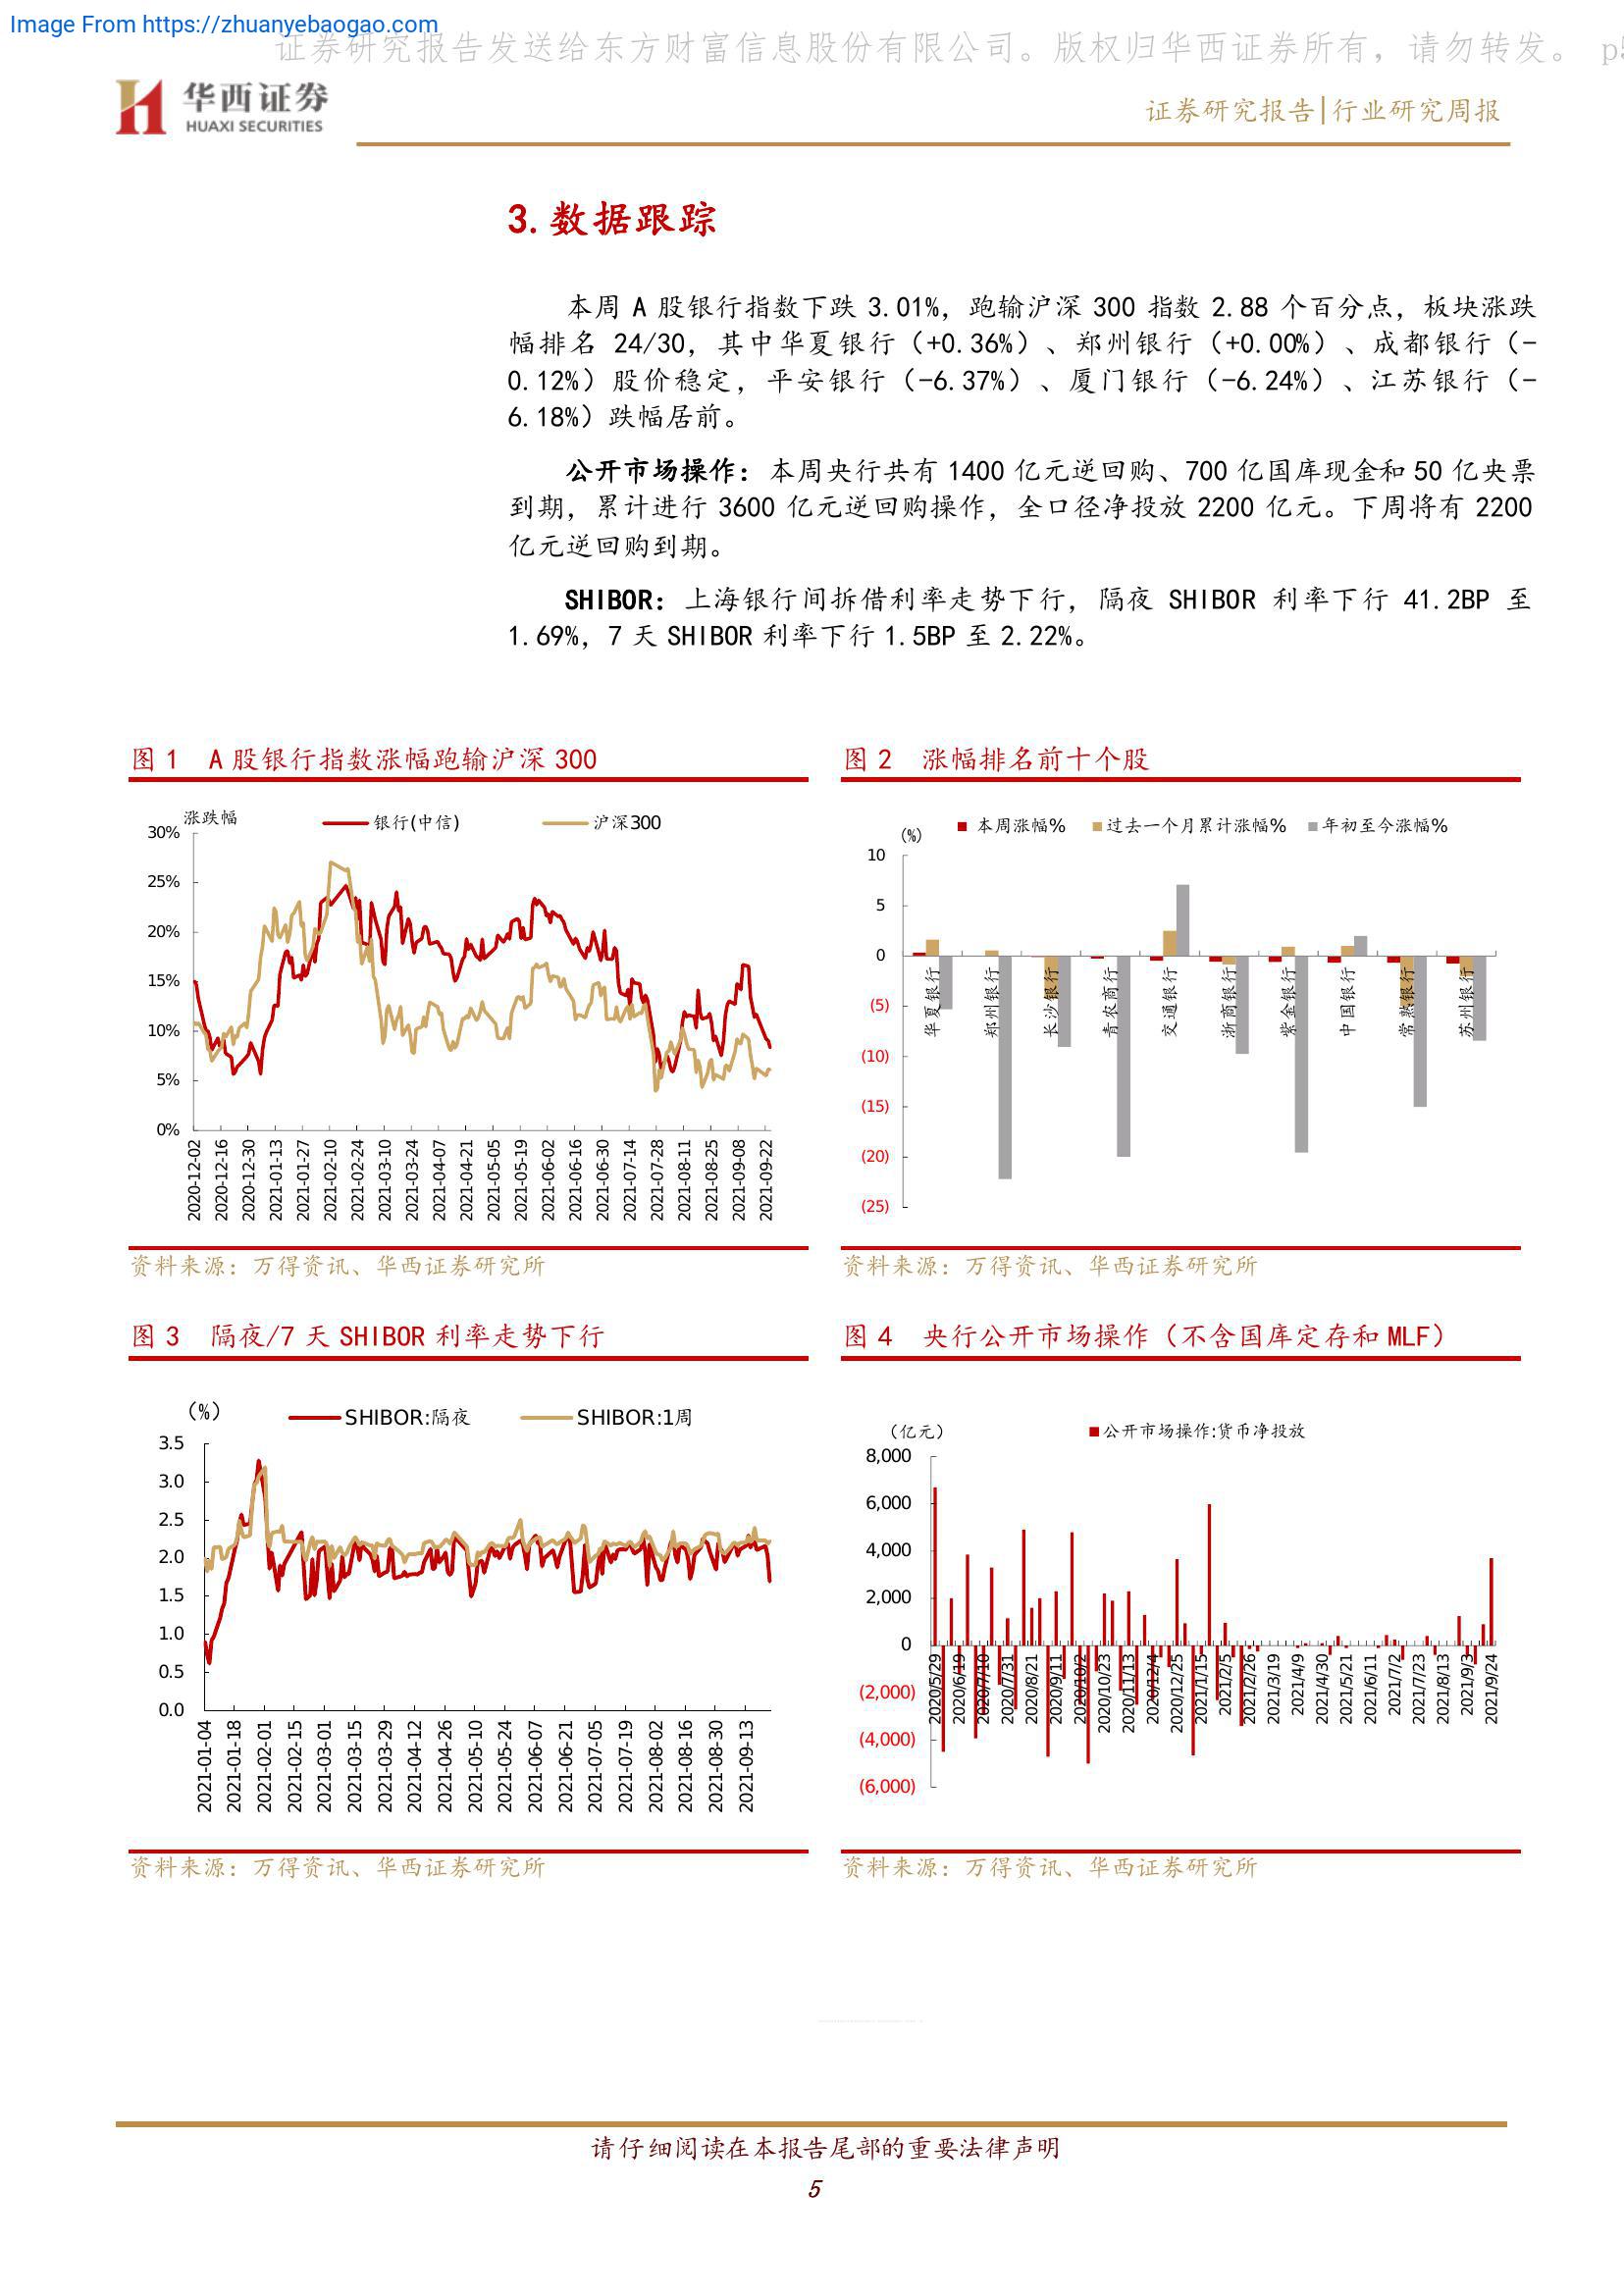 Image From https://zhuanyebaogao.com
证券研究报告发送给东方财富信息股份有限公司。版权归华西证券所有，请勿转发。 p5
华西证券
HUAXI SECURITIES
证券研究报告|行业研究周报
3. 数据跟踪
本周 A 股银行指数下跌 3.01%，跑输沪深 300 指数 2.88 个百分点，板块涨跌
幅排名 24/30，其中华夏银行（+0.36%）、郑州银行（+0.00%）、成都银行（-
0.12%）股价稳定，平安银行（-6.37%）、厦门银行（-6.24%）、江苏银行（-
6.18%）跌幅居前。
公开市场操作：本周央行共有 1400 亿元逆回购、700 亿国库现金和 50 亿央票
到期，累计进行 3600 亿元逆回购操作，全口径净投放 2200 亿元。下周将有 2200
亿元逆回购到期。
SHIBOR：上海银行间拆借利率走势下行，隔夜 SHIBOR 利率下行 41.2BP 至
1.69%，7 天 SHIBOR 利率下行 1.5BP 至 2.22%。
图 1 A 股银行指数涨幅跑输沪深 300
涨跌幅
银行(中信)
沪深300
30%
25%
20%
15%
10%
5%
0%
2020-12-02
2020-12-16
2020-12-30
2021-01-13
2021-01-27
2021-02-10
2021-02-24
2021-03-10
2021-03-24
2021-04-07
2021-04-21
2021-05-05
2021-05-19
2021-06-02
2021-06-16
2021-06-30
2021-07-14
2021-07-28
2021-08-11
2021-08-25
2021-09-08
2021-09-22
资料来源：万得资讯、华西证券研究所
图 2 涨幅排名前十个股
(%)
本周涨幅%
过去一个月累计涨幅%
年初至今涨幅%
10
5
0
(5)
(10)
(15)
(20)
(25)
华夏银行
郑州银行
长沙银行
青农商行
交通银行
浙商银行
紫金银行
中国银行
常熟银行
苏州银行
资料来源：万得资讯、华西证券研究所
图 3 隔夜/7 天 SHIBOR 利率走势下行
（%）
SHIBOR:隔夜
SHIBOR:1周
3.5
3.0
2.5
2.0
1.5
1.0
0.5
0.0
2021-01-04
2021-01-18
2021-02-01
2021-02-15
2021-03-01
2021-03-15
2021-03-29
2021-04-12
2021-04-26
2021-05-10
2021-05-24
2021-06-07
2021-06-21
2021-07-05
2021-07-19
2021-08-02
2021-08-16
2021-08-30
2021-09-13
资料来源：万得资讯、华西证券研究所
图 4 央行公开市场操作（不含国库定存和 MLF）
（亿元）
公开市场操作:货币净投放
8,000
6,000
4,000
2,000
0
(2,000)
(4,000)
(6,000)
2020/5/29
2020/6/19
2020/7/10
2020/7/31
2020/8/21
2020/9/11
2020/10/2
2020/10/23
2020/11/13
2020/12/4
2020/12/25
2021/1/15
2021/2/5
2021/2/26
2021/3/19
2021/4/9
2021/4/30
2021/5/21
2021/6/11
2021/7/2
2021/7/23
2021/8/13
2021/9/3
2021/9/24
资料来源：万得资讯、华西证券研究所
请仔细阅读在本报告尾部的重要法律声明
5